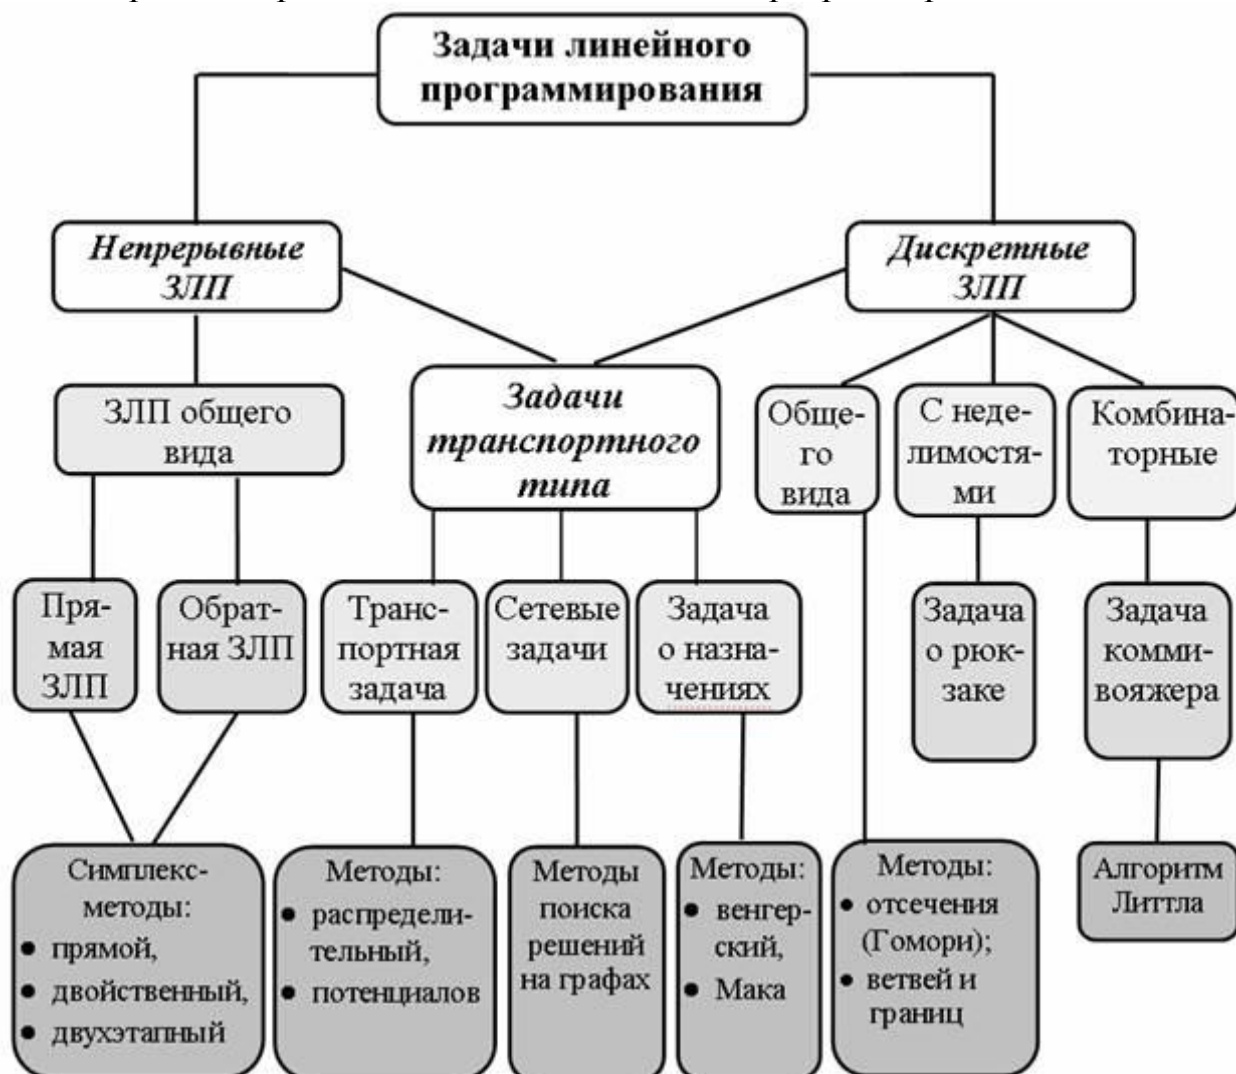 Задачи линейного
программирования
Непрерывные
ЗЛП
Дискретные
ЗЛП
ЗЛП общего
вида
Задачи
транспортного
типа
Обще-
го
вида
С неде-
лимостя-
ми
Комбина-
торные
Пря-
мая
ЗЛП
Обрат-
ная ЗЛП
Транс-
портная
задача
Сетевые
задачи
Задача
о назна-
чениях
Задача
о рюк-
заке
Задача
комми-
вояжера
Симплекс-
методы:
• прямой,
• двойственный,
• двухэтапный
Методы:
• распредели-
тельный,
• потенциалов
Методы
поиска
решений
на графах
Методы:
• венгер-
ский,
• Мака
Методы:
• отсечения
(Гомори);
• ветвей и
границ
Алгоритм
Литтла